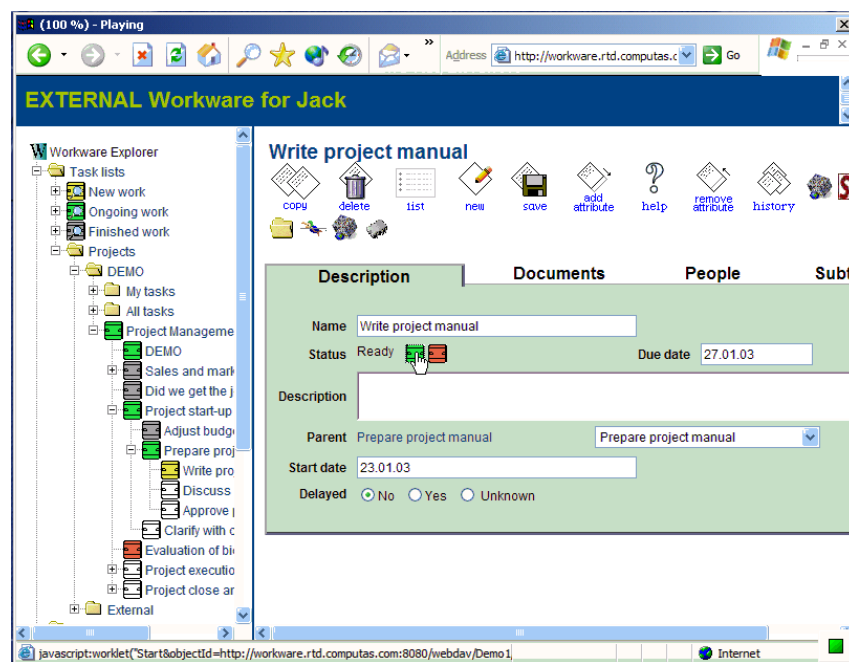 (100 %) - Playing
Address http://workware.rtd.computas.c Go
EXTERNAL Workware for Jack
Workware Explorer
Task lists
New work
Ongoing work
Finished work
Projects
DEMO
My tasks
All tasks
Project Manageme
DEMO
Sales and mark
Did we get the j
Project start-up
Adjust budg
Prepare proj
Write pro
Discuss
Approve
Clarify with c
Evaluation of bi
Project executio
Project close ar
External
Write project manual
copy delete list new save add attribute help remove attribute history
Description Documents People Subt
Name Write project manual
Status Ready Due date 27.01.03
Description
Parent Prepare project manual Prepare project manual
Start date 23.01.03
Delayed No Yes Unknown
javascript:worklet("Start&objectId=http://workware.rtd.computas.com:8080/webdav/Demo1 Internet